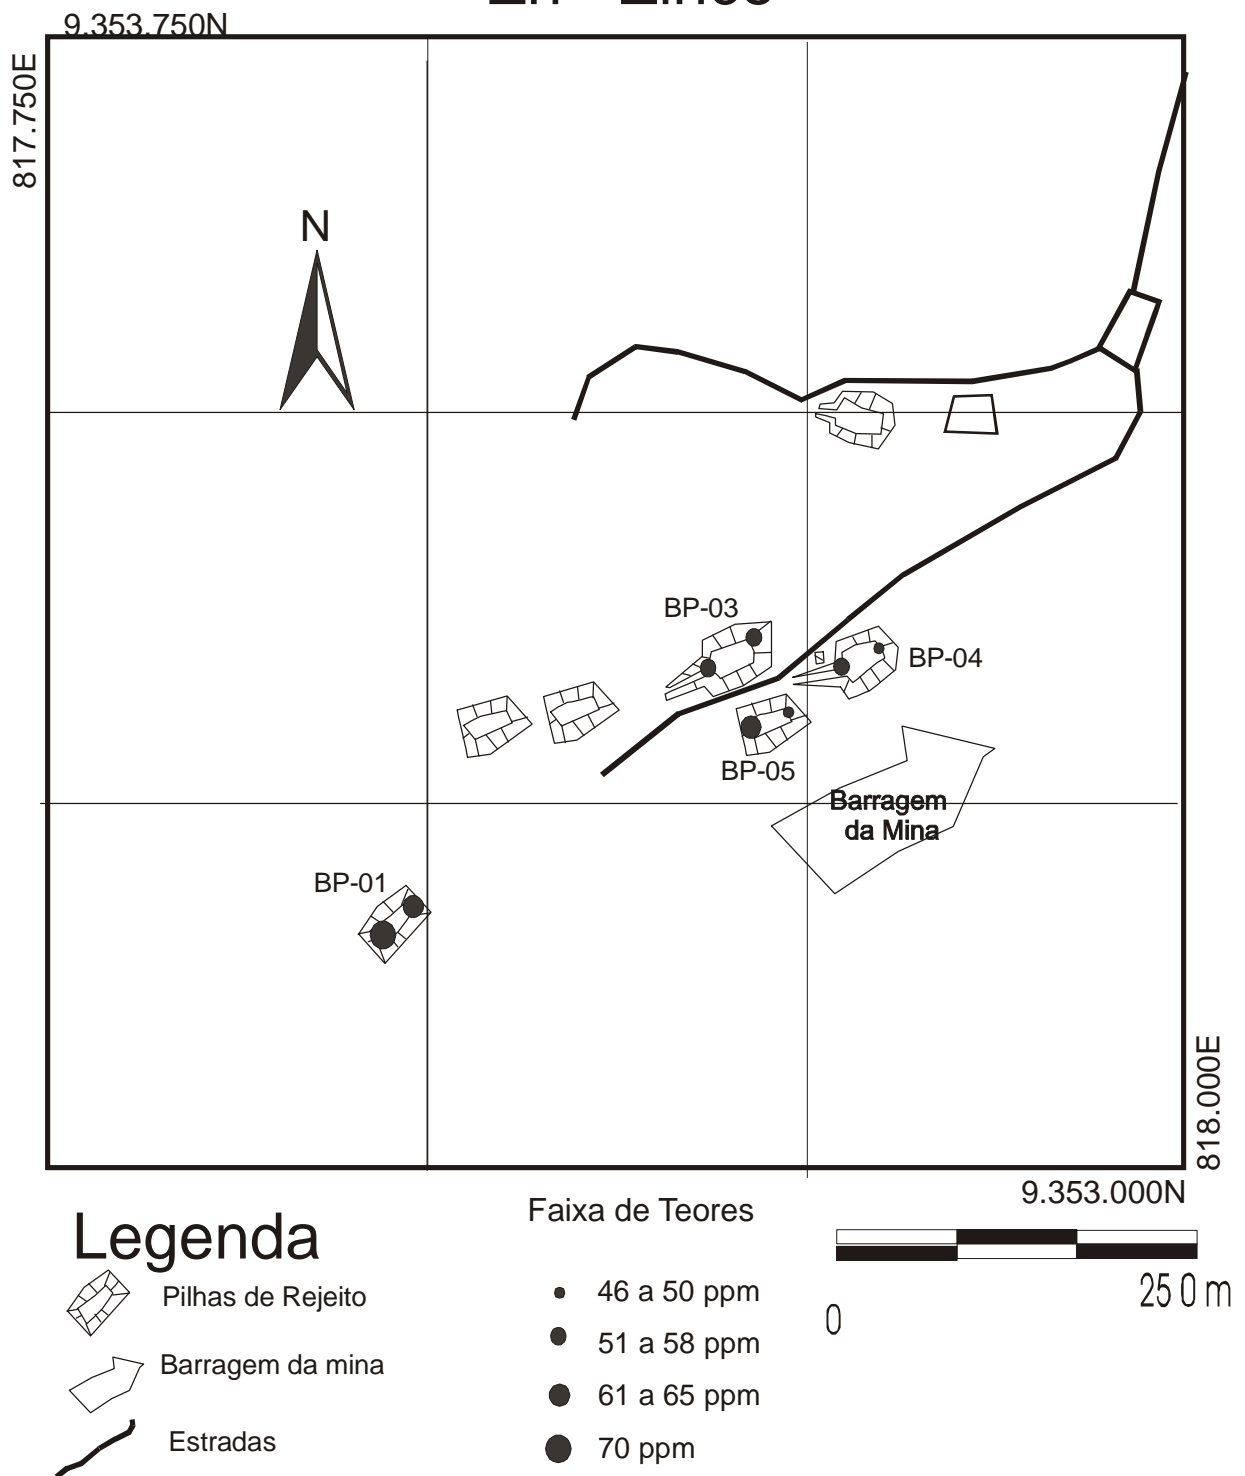 9.353.750N
817.750E
N
BP-03
BP-04
BP-05
Barragem
da Mina
BP-01
818.000E
9.353.000N
Legenda
Pilhas de Rejeito
Barragem da mina
Estradas
Faixa de Teores
46 a 50 ppm
51 a 58 ppm
61 a 65 ppm
70 ppm
0
250m